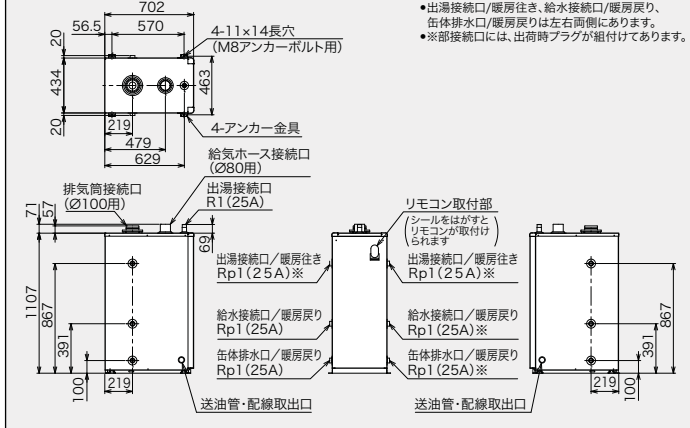 702
56.5
570
4-11×14長穴
(M8アンカーボルト用)
20
434
20
463
219
479
629
4-アンカー金具
•出湯接続口/暖房往き、給水接続口/暖房戻り、
缶体排水口/暖房戻りは左右両側にあります。
•※部接続口には、出荷時プラグが組付けてあります。
給気ホース接続口
(Ø80用)
排気筒接続口
(Ø100用)
出湯接続口
R1(25A)
リモコン取付部
(シールをはがすと
リモコンが取付け
られます)
71
57
69
1107
867
391
100
219
出湯接続口/暖房往き
Rp1(25A)※
給水接続口/暖房戻り
Rp1(25A)
缶体排水口/暖房戻り
Rp1(25A)
送油管・配線取出口
出湯接続口/暖房往き
Rp1(25A)※
給水接続口/暖房戻り
Rp1(25A)※
缶体排水口/暖房戻り
Rp1(25A)※
送油管・配線取出口
867
391
100
219